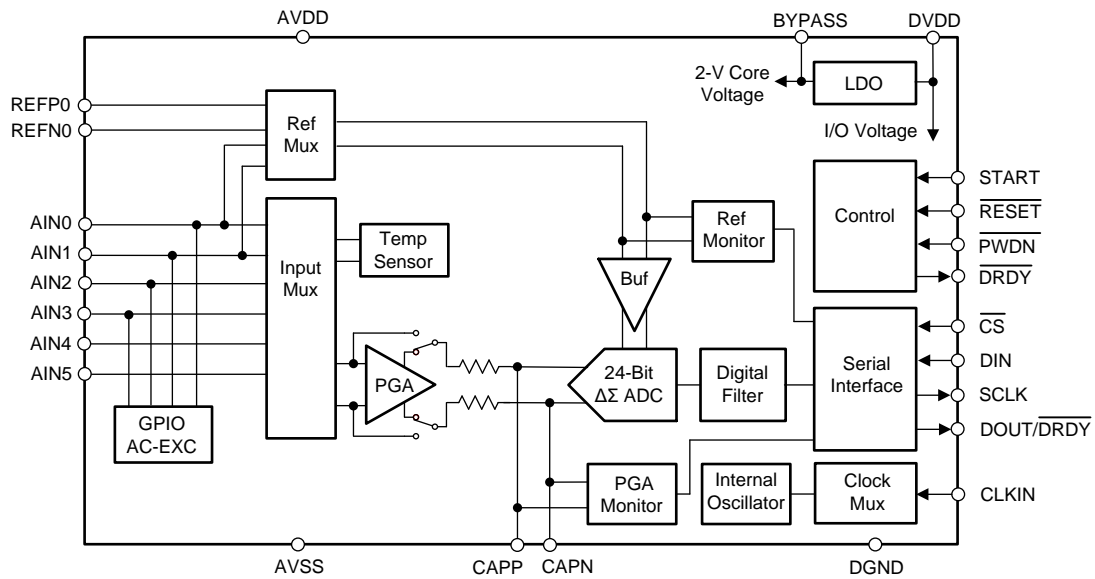 AVDD
BYPASS
DVDD
2-V Core
Voltage
LDO
I/O Voltage
REFP0
REFN0
Ref
Mux
START
RESET
PWDN
DRDY
Control
AIN0
AIN1
AIN2
AIN3
AIN4
AIN5
Input
Mux
Temp
Sensor
Ref
Monitor
Buf
PGA
24-Bit
ΔΣ ADC
Digital
Filter
Serial
Interface
CS
DIN
SCLK
DOUT/DRDY
GPIO
AC-EXC
PGA
Monitor
Internal
Oscillator
Clock
Mux
CLKIN
AVSS
CAPP
CAPN
DGND